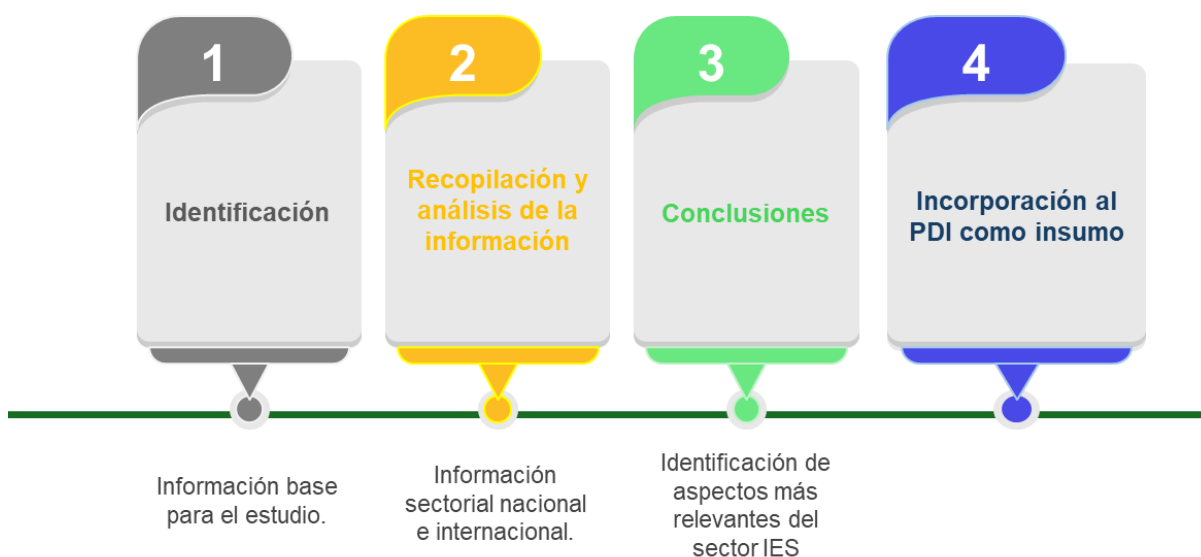 1
Identificación
Información base
para el estudio.
2
Recopilación y
análisis de la
información
Información
sectorial nacional
e internacional.
3
Conclusiones
Identificación de
aspectos más
relevantes del
sector IES
4
Incorporación al
PDI como insumo